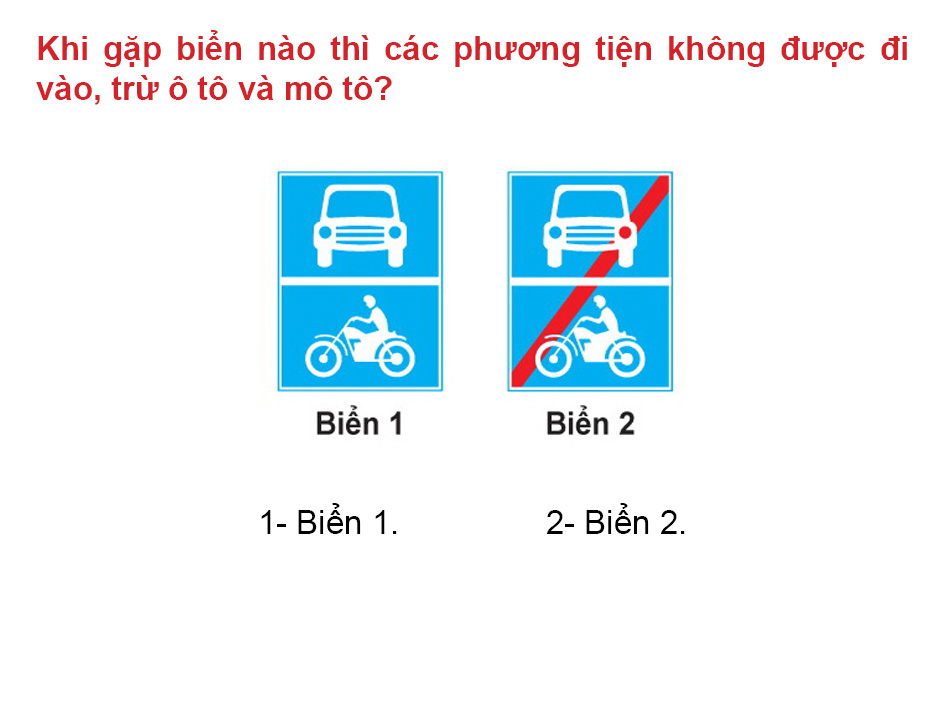 Khi gặp biển nào thì các phương tiện không được đi
vào, trừ ô tô và mô tô?
Biển 1 Biển 2
1- Biển 1. 2- Biển 2.